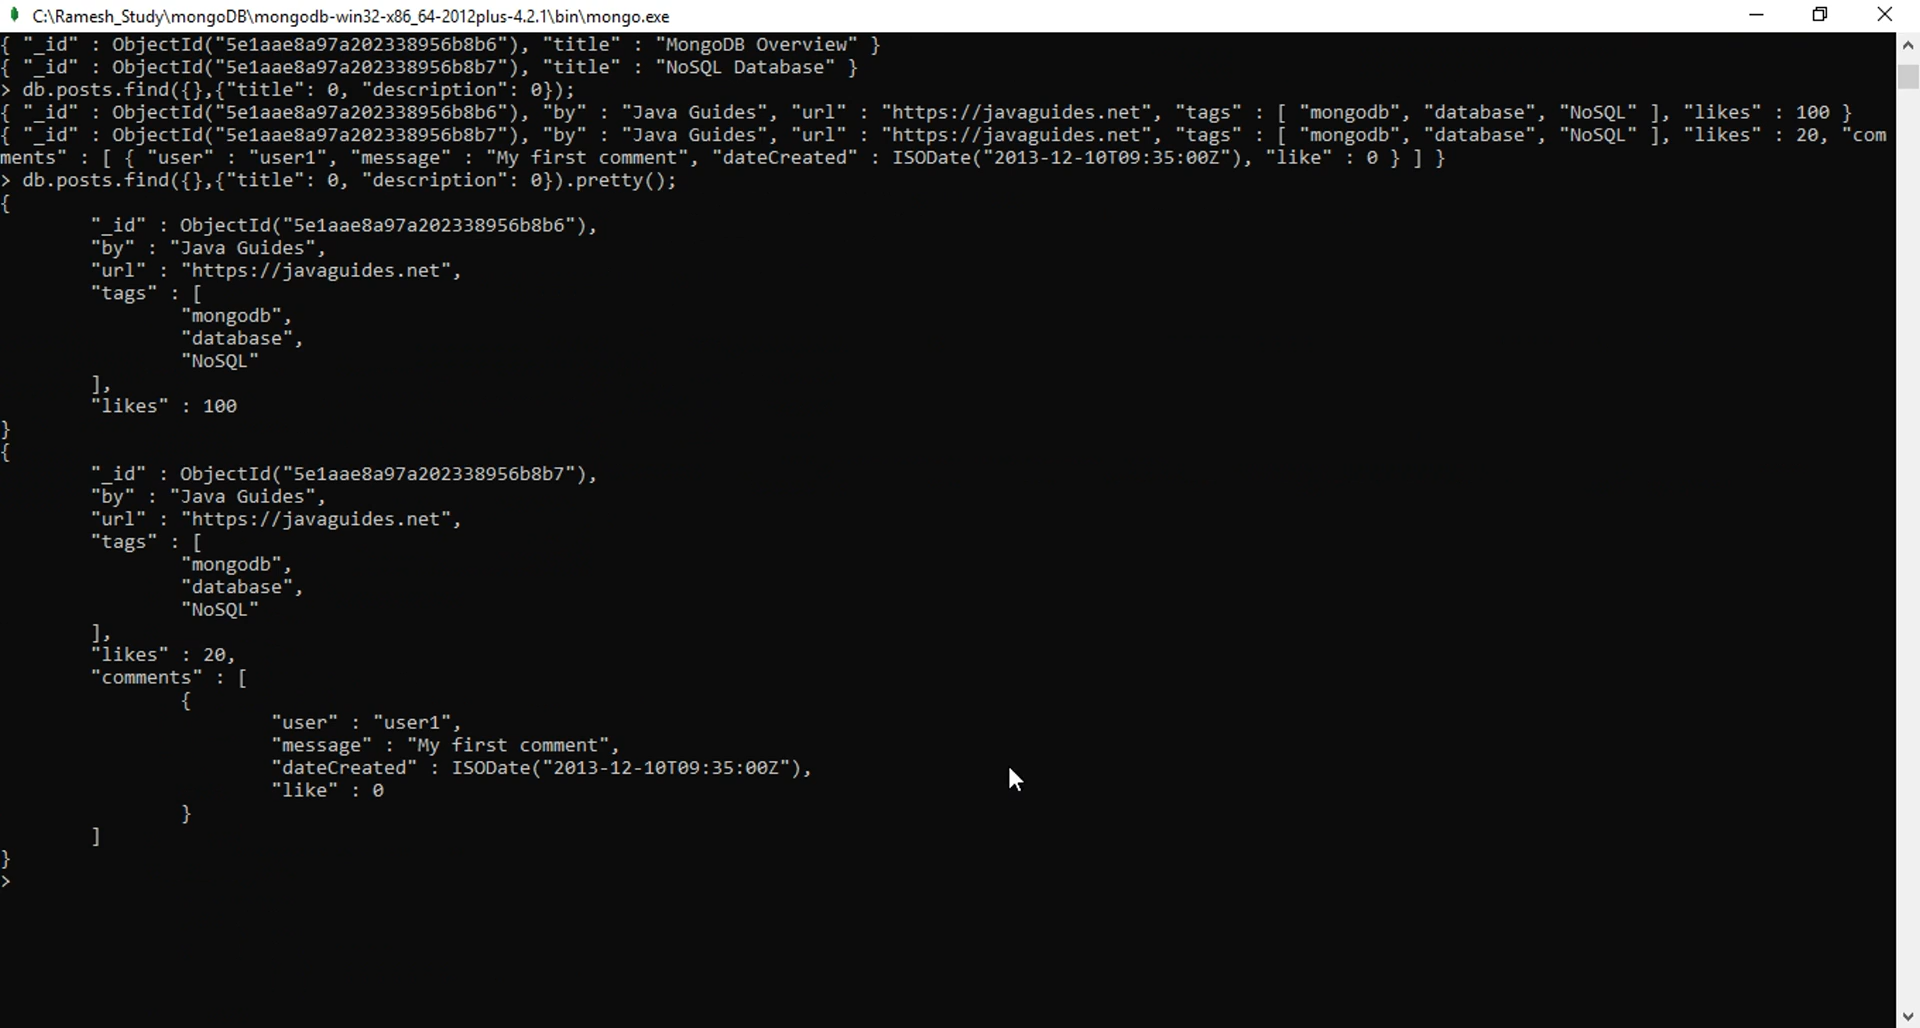 C:\Ramesh_Study\mongoDB\mongodb-win32-x86_64-2012plus-4.2.1\bin\mongo.exe
{ "_id" : ObjectId("5e1aae8a97a202338956b8b6"), "title" : "MongoDB Overview" }
{ "_id" : ObjectId("5e1aae8a97a202338956b8b7"), "title" : "NoSQL Database" }
> db.posts.find({},{"title": 0, "description": 0});
{ "_id" : ObjectId("5e1aae8a97a202338956b8b6"), "by" : "Java Guides", "url" : "https://javaguides.net", "tags" : [ "mongodb", "database", "NoSQL" ], "likes" : 100 }
{ "_id" : ObjectId("5e1aae8a97a202338956b8b7"), "by" : "Java Guides", "url" : "https://javaguides.net", "tags" : [ "mongodb", "database", "NoSQL" ], "likes" : 20, "com
ments" : [ { "user" : "user1", "message" : "My first comment", "dateCreated" : ISODate("2013-12-10T09:35:00Z"), "like" : 0 } ] }
> db.posts.find({},{"title": 0, "description": 0}).pretty();
{
        "_id" : ObjectId("5e1aae8a97a202338956b8b6"),
        "by" : "Java Guides",
        "url" : "https://javaguides.net",
        "tags" : [
                "mongodb",
                "database",
                "NoSQL"
        ],
        "likes" : 100
}
{
        "_id" : ObjectId("5e1aae8a97a202338956b8b7"),
        "by" : "Java Guides",
        "url" : "https://javaguides.net",
        "tags" : [
                "mongodb",
                "database",
                "NoSQL"
        ],
        "likes" : 20,
        "comments" : [
                {
                        "user" : "user1",
                        "message" : "My first comment",
                        "dateCreated" : ISODate("2013-12-10T09:35:00Z"),
                        "like" : 0
                }
        ]
}
>